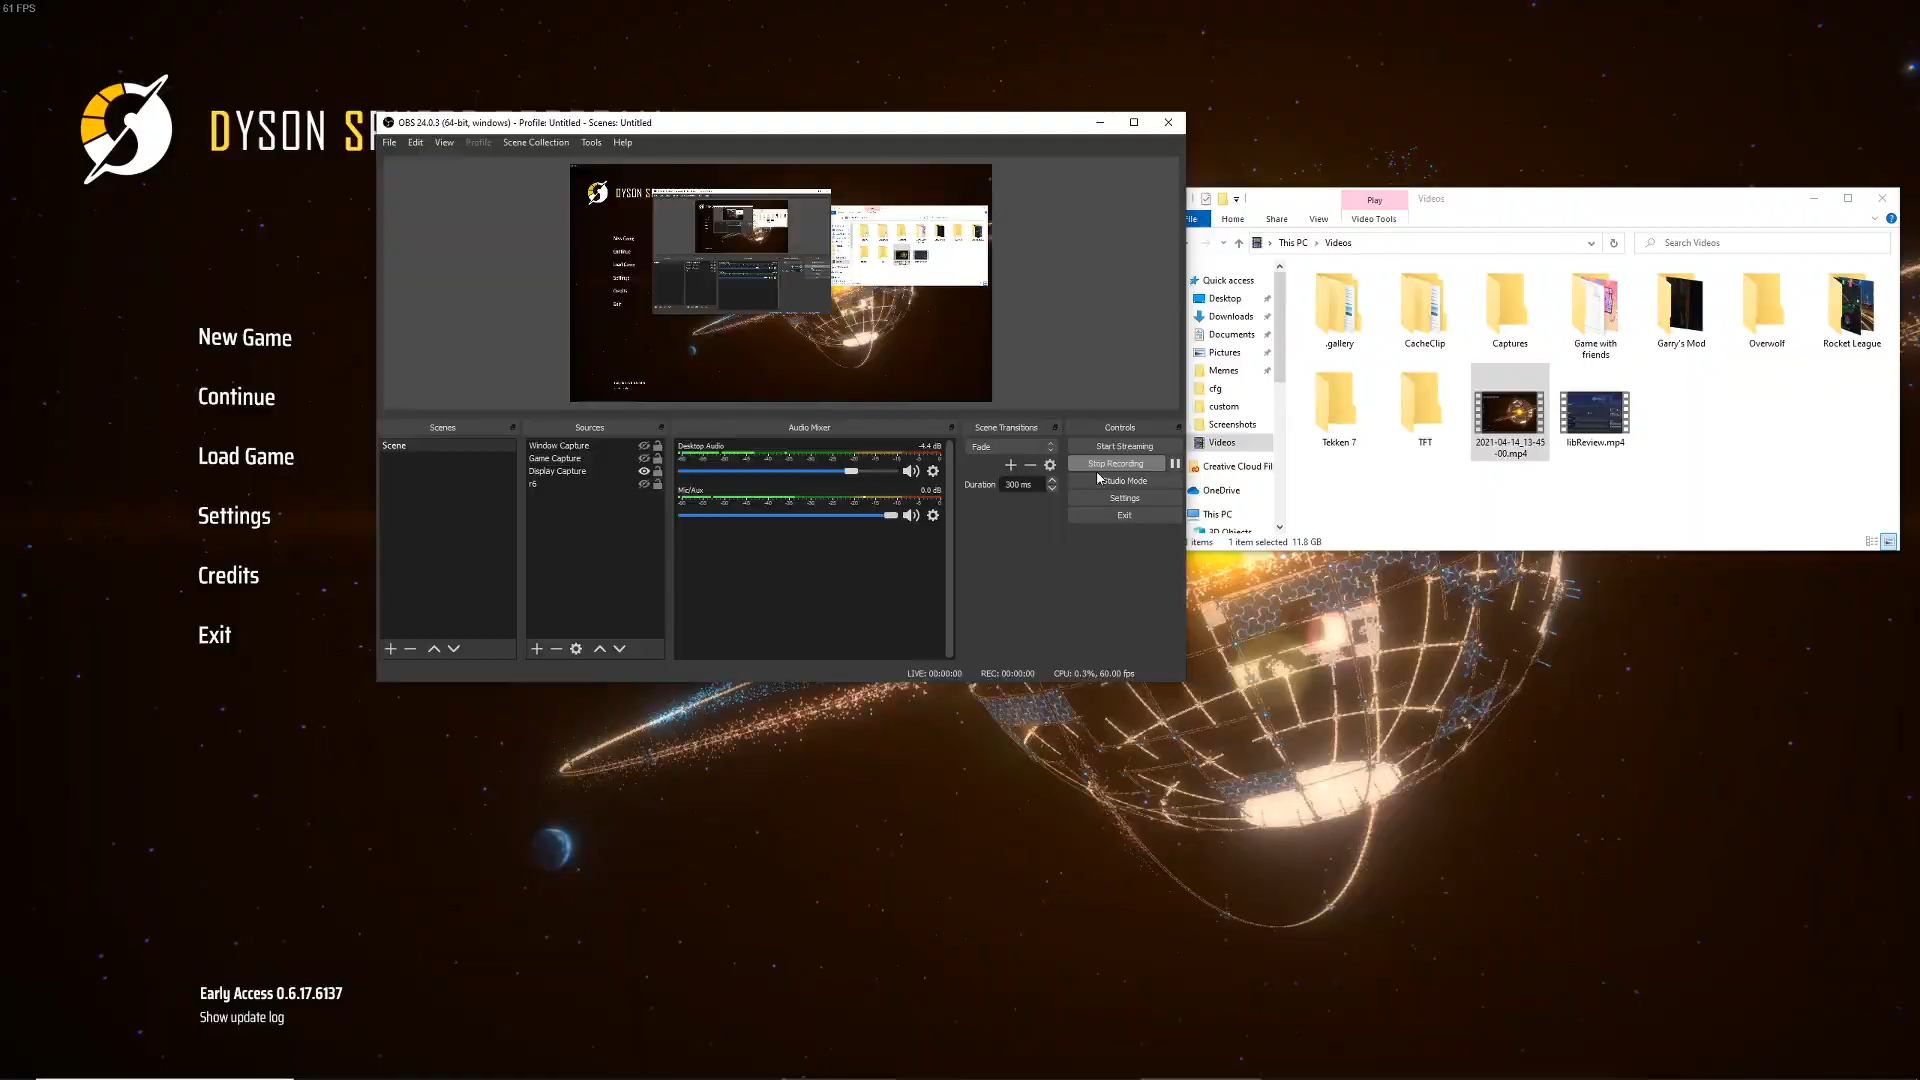 61 FPS
DYSON S
New Game
Continue
Load Game
Settings
Credits
Exit
Early Access 0.6.17.6137
Show update log
OBS 24.0.3 (64-bit, windows) - Profile: Untitled - Scenes: Untitled
File Edit View Profile Scene Collection Tools Help
Scenes
Scene
Sources
Window Capture
Game Capture
Display Capture
r6
Audio Mixer
Desktop Audio -4.4 dB
Mic/Aux 0.0 dB
Scene Transitions
Fade
Duration 300 ms
Controls
Start Streaming
Stop Recording
Studio Mode
Settings
Exit
LIVE: 00:00:00 REC: 00:00:00 CPU: 0.3%, 60.00 fps
Play Videos
File Home Share View Video Tools
This PC Videos Search Videos
Quick access
Desktop
Downloads
Documents
Pictures
Memes
cfg
custom
Screenshots
Videos
Creative Cloud Fil
OneDrive
This PC
3D Objects
.gallery
CacheClip
Captures
Game with
friends
Garry's Mod
Overwolf
Rocket League
Tekken 7
TFT
2021-04-14_13-45
-00.mp4
libReview.mp4
items 1 item selected 11.8 GB